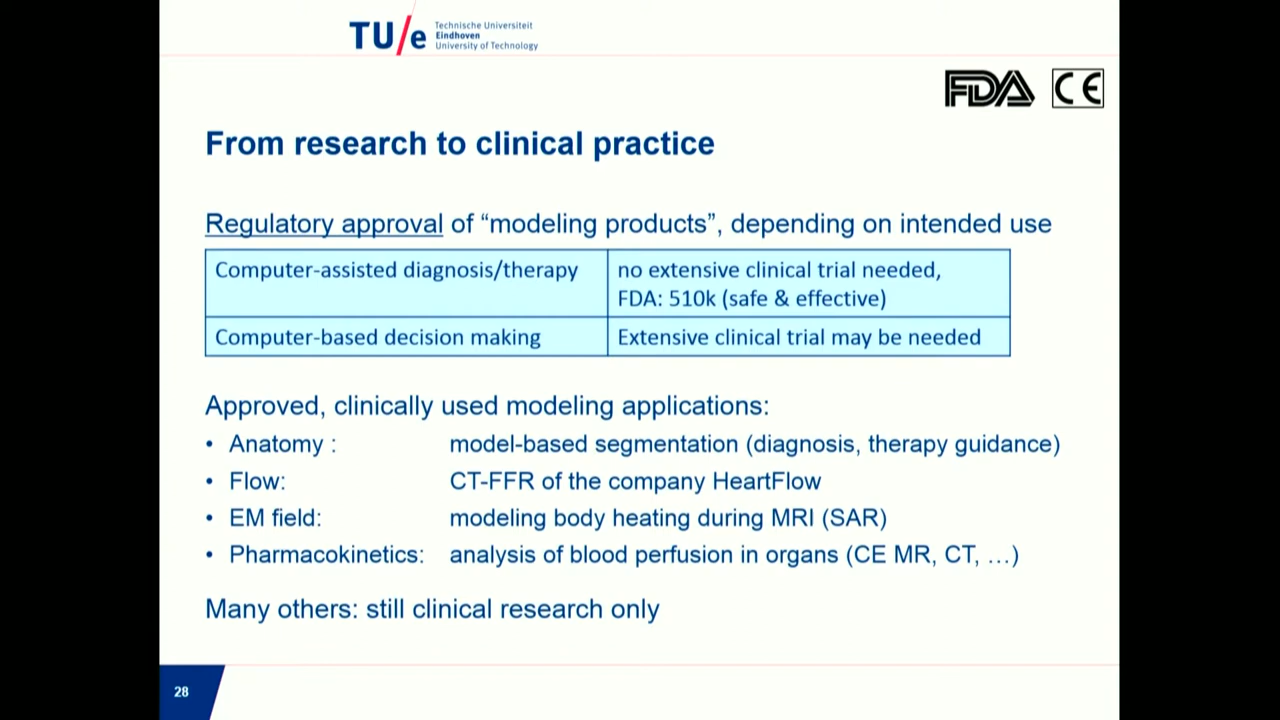 TU/e
Technische Universiteit
Eindhoven
University of Technology
FDA CE
From research to clinical practice
Regulatory approval of “modeling products”, depending on intended use
Computer-assisted diagnosis/therapy
no extensive clinical trial needed,
FDA: 510k (safe & effective)
Computer-based decision making
Extensive clinical trial may be needed
Approved, clinically used modeling applications:
• Anatomy : model-based segmentation (diagnosis, therapy guidance)
• Flow: CT-FFR of the company HeartFlow
• EM field: modeling body heating during MRI (SAR)
• Pharmacokinetics: analysis of blood perfusion in organs (CE MR, CT, …)
Many others: still clinical research only
28